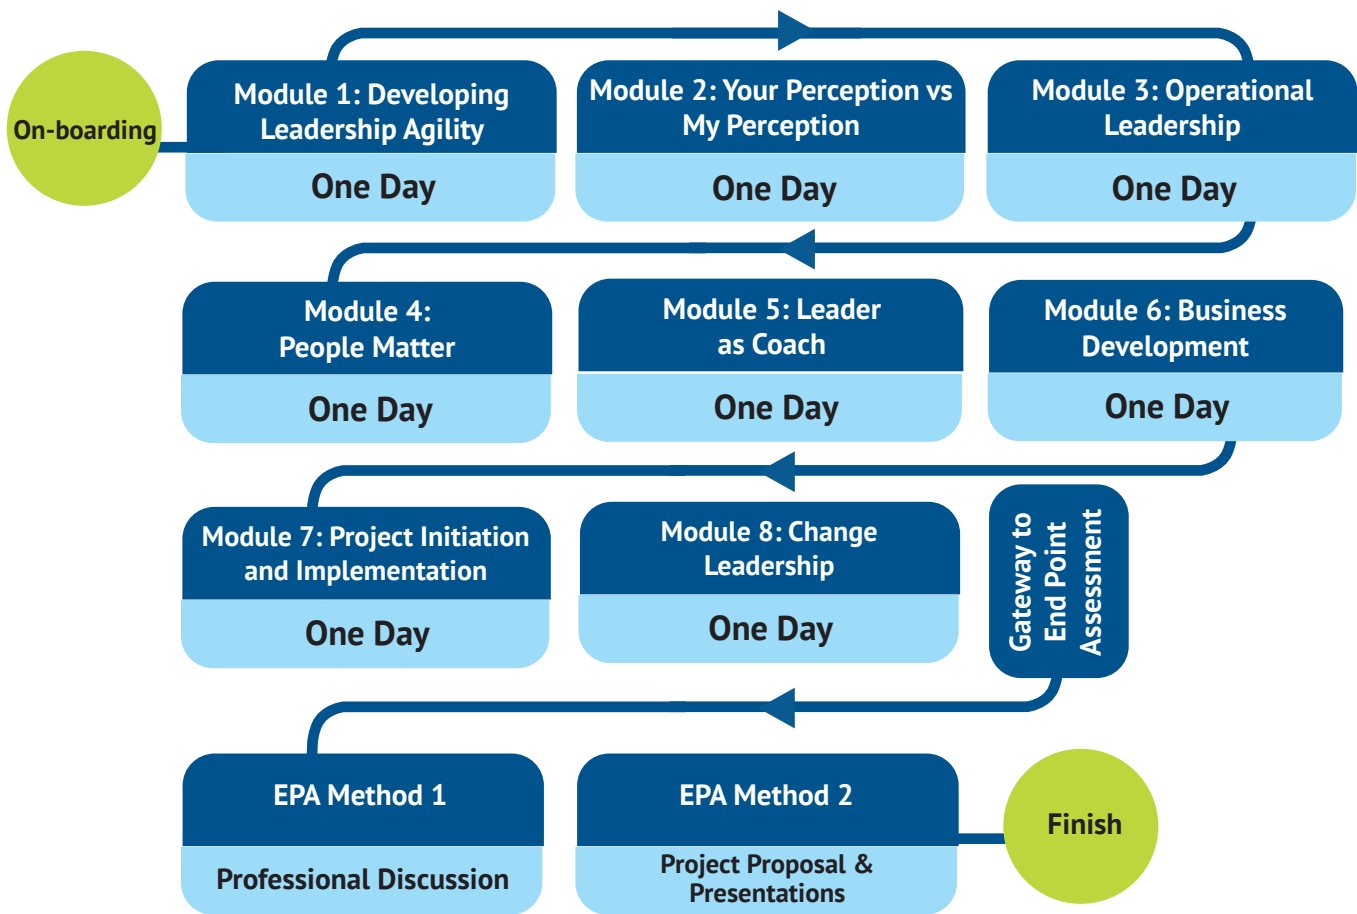 On-boarding
Module 1: Developing
Leadership Agility
One Day
Module 2: Your Perception vs
My Perception
One Day
Module 3: Operational
Leadership
One Day
Module 4:
People Matter
One Day
Module 5: Leader
as Coach
One Day
Module 6: Business
Development
One Day
Module 7: Project Initiation
and Implementation
One Day
Module 8: Change
Leadership
One Day
Gateway to
End Point
Assessment
EPA Method 1
Professional Discussion
EPA Method 2
Project Proposal &
Presentations
Finish